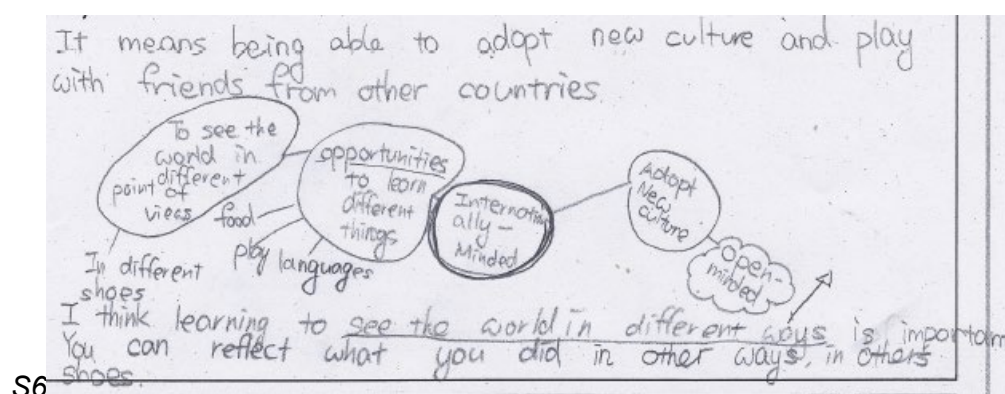 It means being able to adopt new culture and play
with friends from other countries.
To see the
world in
different
point of
views
opportunities
to learn
different
things
Internation
ally-
Minded
Adopt
New
culture
food
play
languages
In different
shoes
open-
minded
I think learning to see the world in different ways is important
You can reflect what you did in other ways, in others
shoes.
S6